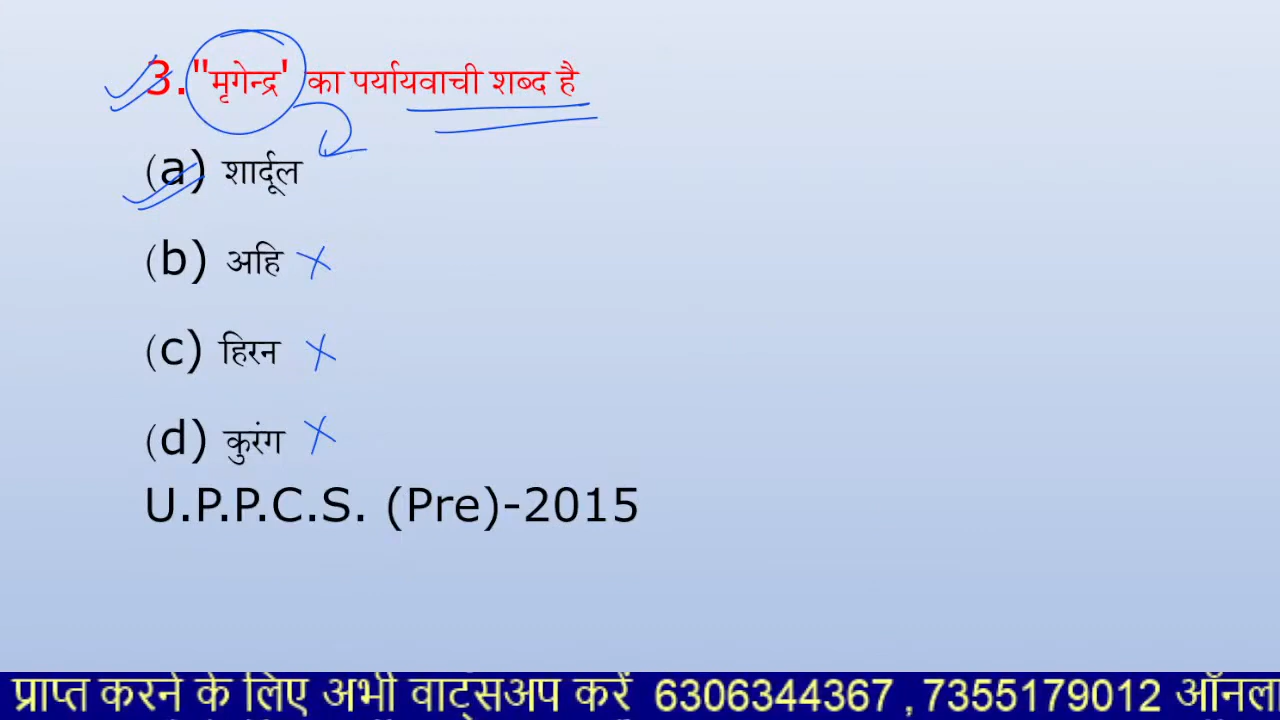 3."मृगेन्द्र' का पर्यायवाची शब्द है
(a) शार्दूल
(b) अहि
(c) हिरन
(d) कुरंग
U.P.P.C.S. (Pre)-2015
प्राप्त करने के लिए अभी वाट्सअप करें 6306344367 , 7355179012 ऑनला